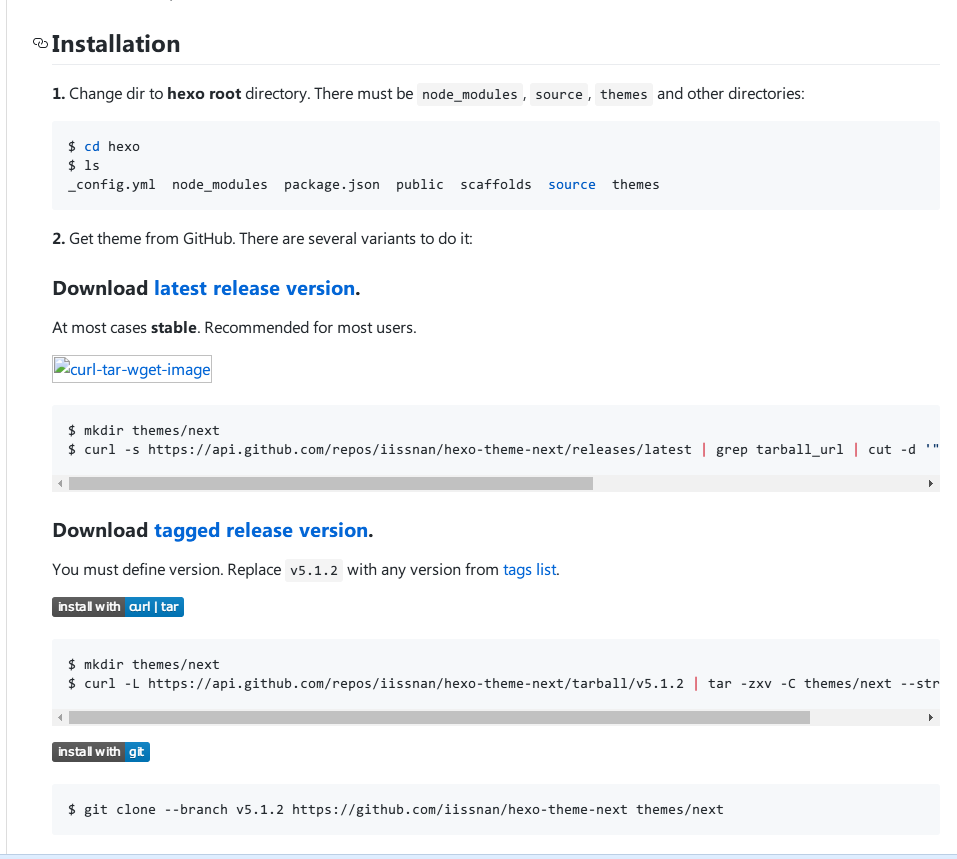 Installation
1. Change dir to hexo root directory. There must be node_modules, source, themes and other directories:
$ cd hexo
$ ls
_config.yml  node_modules  package.json  public  scaffolds  source  themes
2. Get theme from GitHub. There are several variants to do it:
Download latest release version.
At most cases stable. Recommended for most users.
curl-tar-wget-image
$ mkdir themes/next
$ curl -s https://api.github.com/repos/iissnan/hexo-theme-next/releases/latest | grep tarball_url | cut -d '"
Download tagged release version.
You must define version. Replace v5.1.2 with any version from tags list.
install with curl | tar
$ mkdir themes/next
$ curl -L https://api.github.com/repos/iissnan/hexo-theme-next/tarball/v5.1.2 | tar -zxv -C themes/next --str
install with git
$ git clone --branch v5.1.2 https://github.com/iissnan/hexo-theme-next themes/next